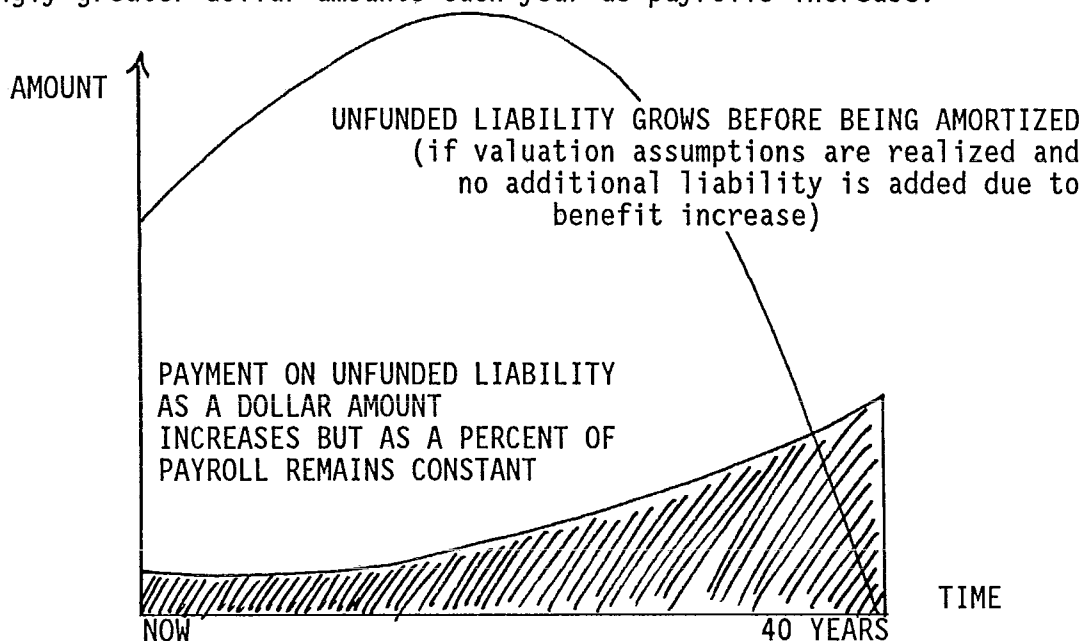 greater dollar amounts each year as payrolls increase.
AMOUNT
UNFUNDED LIABILITY GROWS BEFORE BEING AMORTIZED
(if valuation assumptions are realized and
no additional liability is added due to
benefit increase)
PAYMENT ON UNFUNDED LIABILITY
AS A DOLLAR AMOUNT
INCREASES BUT AS A PERCENT OF
PAYROLL REMAINS CONSTANT
TIME
NOW
40 YEARS